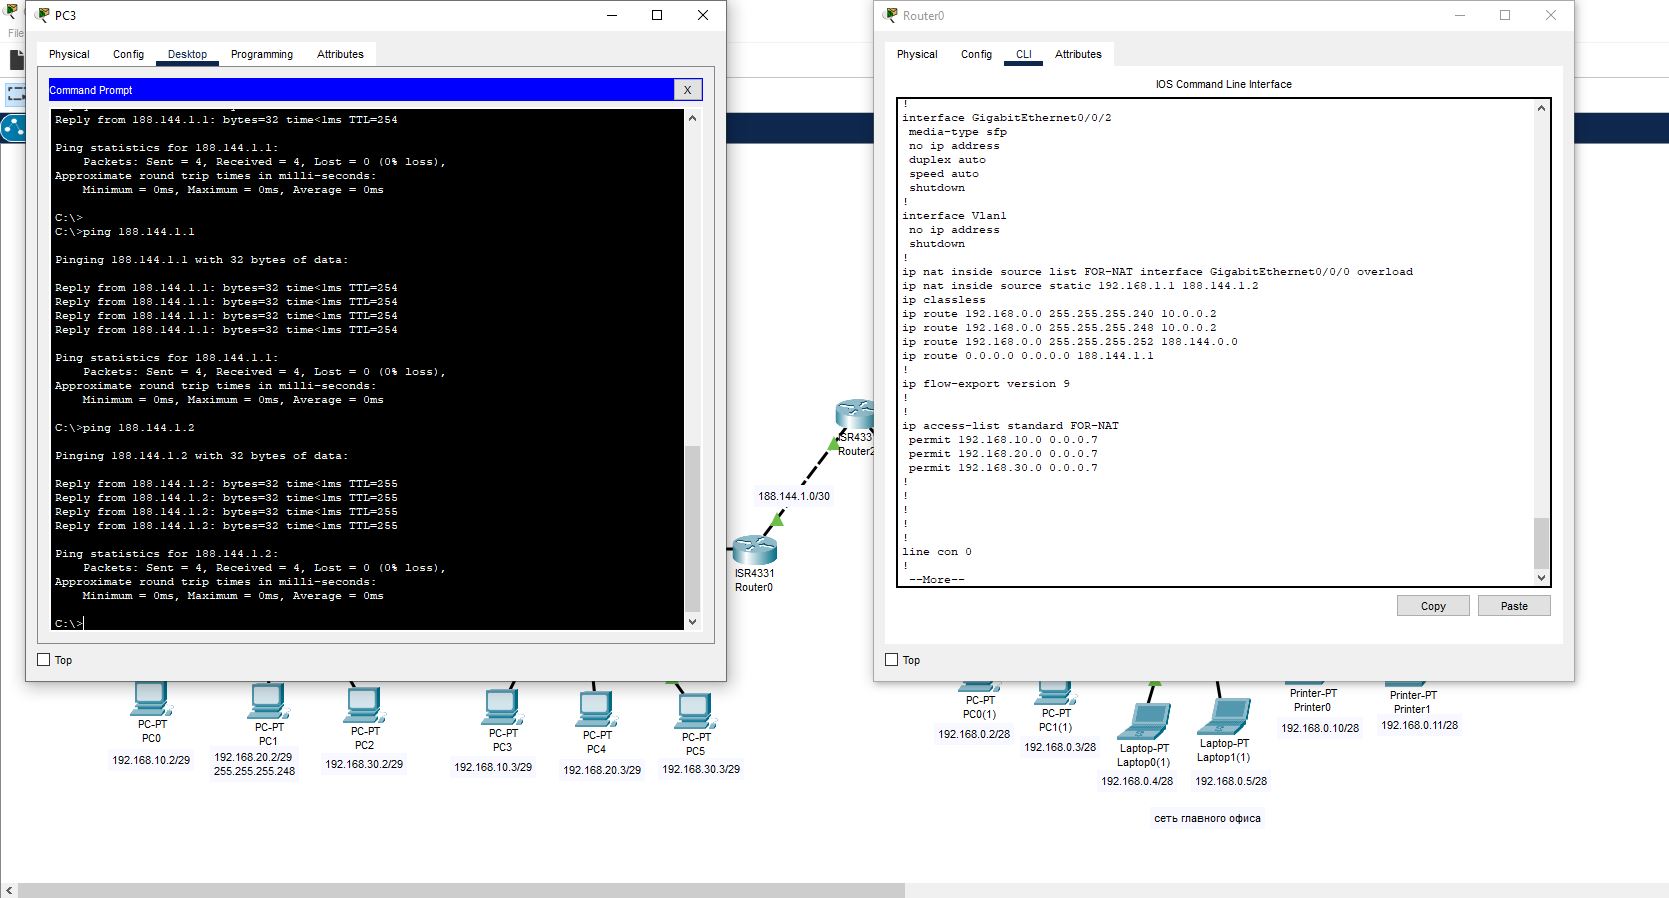 File
PC3
Physical Config Desktop Programming Attributes
Command Prompt
X
Reply from 188.144.1.1: bytes=32 time<1ms TTL=254
Ping statistics for 188.144.1.1:
Packets: Sent = 4, Received = 4, Lost = 0 (0% loss),
Approximate round trip times in milli-seconds:
Minimum = 0ms, Maximum = 0ms, Average = 0ms
C:\>
C:\>ping 188.144.1.1
Pinging 188.144.1.1 with 32 bytes of data:
Reply from 188.144.1.1: bytes=32 time<1ms TTL=254
Reply from 188.144.1.1: bytes=32 time<1ms TTL=254
Reply from 188.144.1.1: bytes=32 time<1ms TTL=254
Reply from 188.144.1.1: bytes=32 time<1ms TTL=254
Ping statistics for 188.144.1.1:
Packets: Sent = 4, Received = 4, Lost = 0 (0% loss),
Approximate round trip times in milli-seconds:
Minimum = 0ms, Maximum = 0ms, Average = 0ms
C:\>ping 188.144.1.2
Pinging 188.144.1.2 with 32 bytes of data:
Reply from 188.144.1.2: bytes=32 time<1ms TTL=255
Reply from 188.144.1.2: bytes=32 time<1ms TTL=255
Reply from 188.144.1.2: bytes=32 time<1ms TTL=255
Reply from 188.144.1.2: bytes=32 time<1ms TTL=255
Ping statistics for 188.144.1.2:
Packets: Sent = 4, Received = 4, Lost = 0 (0% loss),
Approximate round trip times in milli-seconds:
Minimum = 0ms, Maximum = 0ms, Average = 0ms
C:\>
Top
ISR433
Router2
188.144.1.0/30
ISR4331
Router0
Router0
Physical Config CLI Attributes
IOS Command Line Interface
!
interface GigabitEthernet0/0/2
media-type sfp
no ip address
duplex auto
speed auto
shutdown
!
interface Vlan1
no ip address
shutdown
!
ip nat inside source list FOR-NAT interface GigabitEthernet0/0/0 overload
ip nat inside source static 192.168.1.1 188.144.1.2
ip classless
ip route 192.168.0.0 255.255.255.240 10.0.0.2
ip route 192.168.0.0 255.255.255.248 10.0.0.2
ip route 192.168.0.0 255.255.255.252 188.144.0.0
ip route 0.0.0.0 0.0.0.0 188.144.1.1
!
ip flow-export version 9
!
!
ip access-list standard FOR-NAT
permit 192.168.10.0 0.0.0.7
permit 192.168.20.0 0.0.0.7
permit 192.168.30.0 0.0.0.7
!
!
!
!
!
line con 0
!
--More--
Copy Paste
Top
PC-PT
PC0
192.168.10.2/29
PC-PT
PC1
192.168.20.2/29
255.255.255.248
PC-PT
PC2
192.168.30.2/29
PC-PT
PC3
192.168.10.3/29
PC-PT
PC4
192.168.20.3/29
PC-PT
PC5
192.168.30.3/29
PC-PT
PC0(1)
192.168.0.2/28
PC-PT
PC1(1)
192.168.0.3/28
Laptop-PT
Laptop0(1)
192.168.0.4/28
Laptop-PT
Laptop1(1)
192.168.0.5/28
Printer-PT
Printer0
192.168.0.10/28
Printer-PT
Printer1
192.168.0.11/28
сеть главного офиса